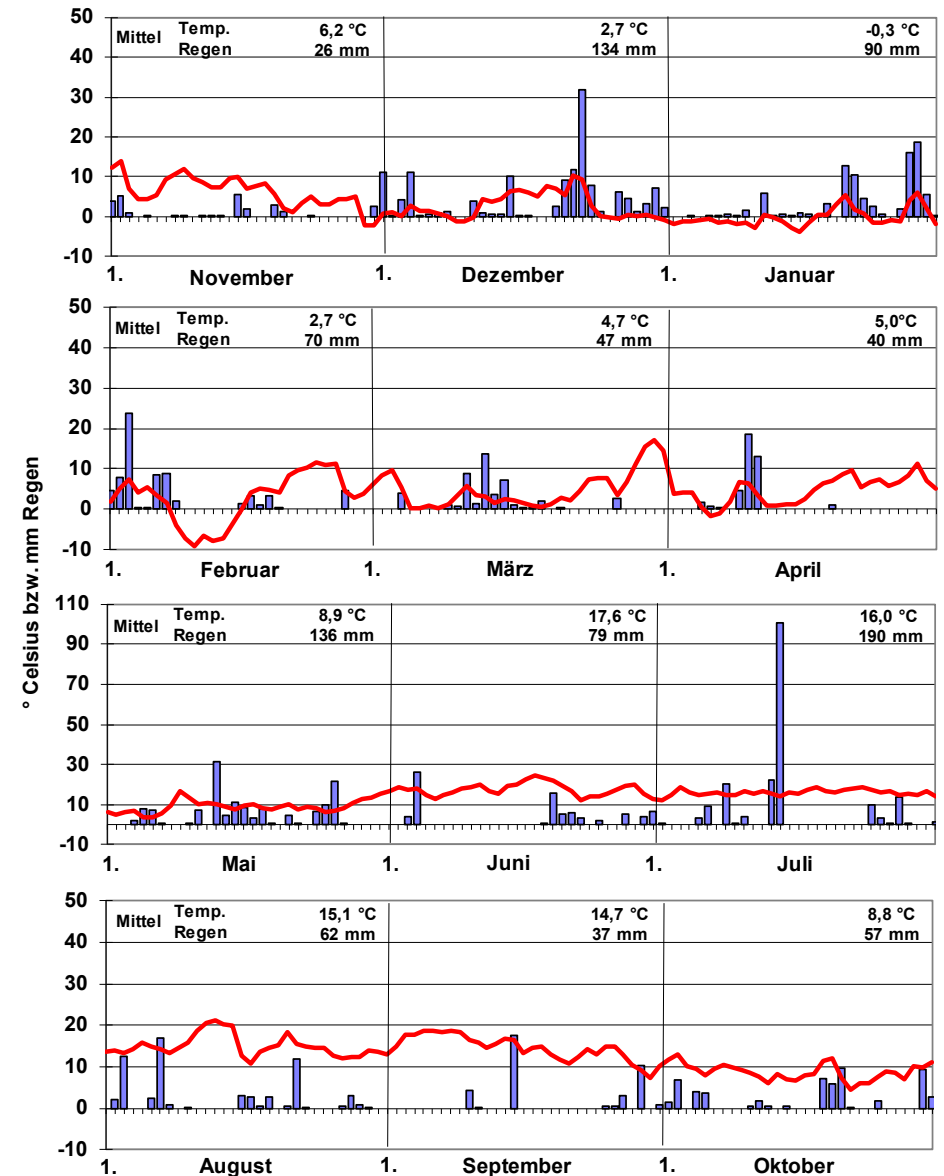 ° Celsius bzw. mm Regen
50
40
30
20
10
0
-10
Mittel Temp. 6,2 °C 2,7 °C -0,3 °C
Regen 26 mm 134 mm 90 mm
1. November 1. Dezember 1. Januar
50
40
30
20
10
0
-10
Mittel Temp. 2,7 °C 4,7 °C 5,0°C
Regen 70 mm 47 mm 40 mm
1. Februar 1. März 1. April
110
90
70
50
30
10
-10
Mittel Temp. 8,9 °C 17,6 °C 16,0 °C
Regen 136 mm 79 mm 190 mm
1. Mai 1. Juni 1. Juli
50
40
30
20
10
0
-10
Mittel Temp. 15,1 °C 14,7 °C 8,8 °C
Regen 62 mm 37 mm 57 mm
1. August 1. September 1. Oktober